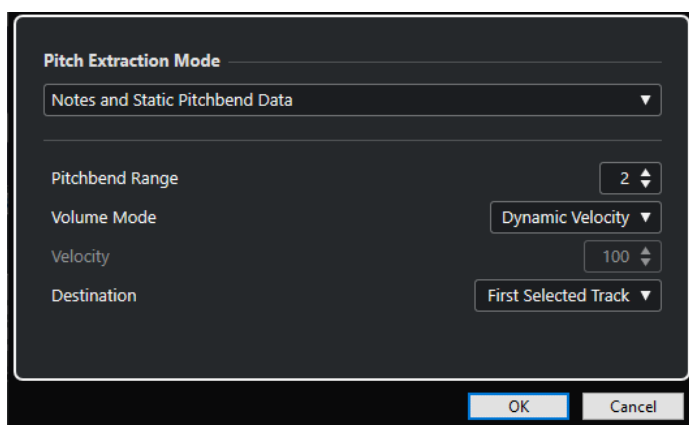 Pitch Extraction Mode
Notes and Static Pitchbend Data
Pitchbend Range 2
Volume Mode Dynamic Velocity
Velocity 100
Destination First Selected Track
OK Cancel